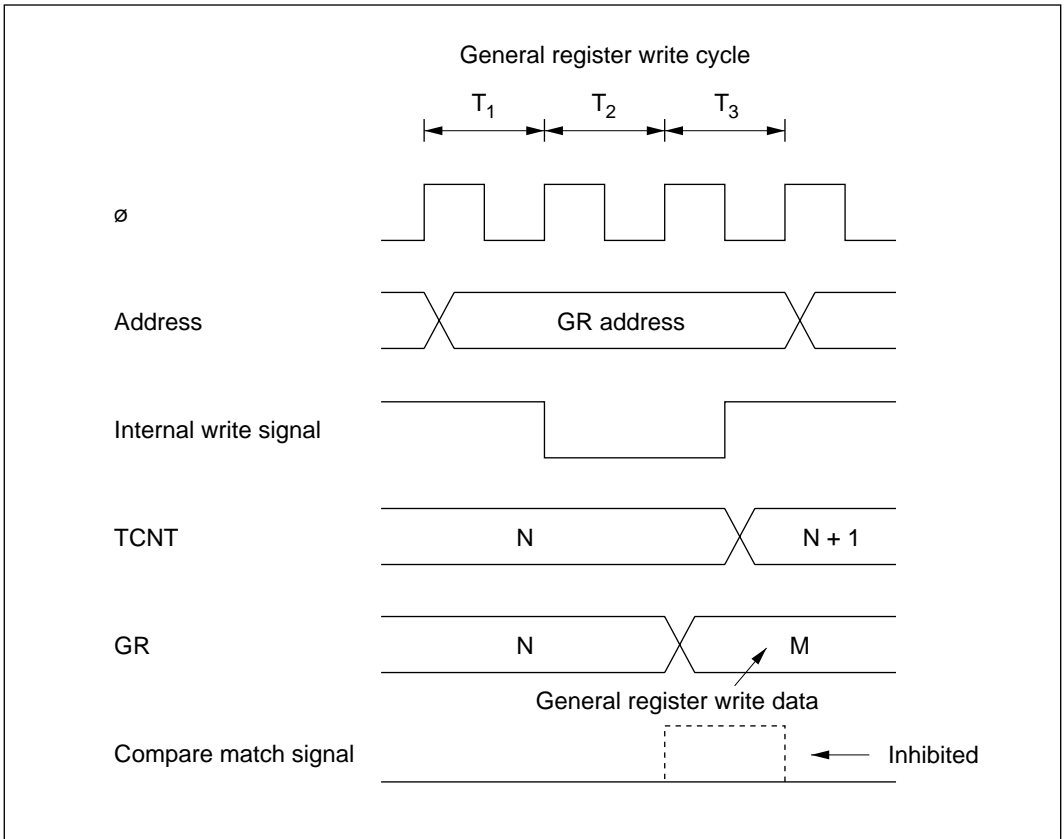 General register write cycle
T1 T2 T3
ø
Address GR address
Internal write signal
TCNT N N + 1
GR N M
General register write data
Compare match signal Inhibited